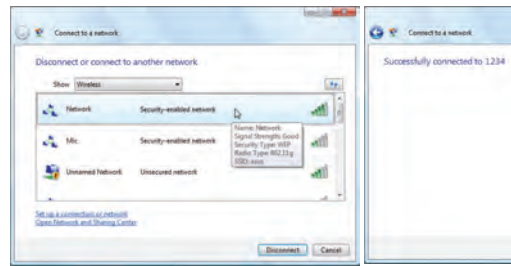 Connect to a network
Disconnect or connect to another network
Show Wireless
Network Security-enabled network
Name: Network
Signal Strength: Good
Security Type: WEP
Radio Type: 802.11g
Mic Security-enabled network
Unnamed Network Unsecured network
Set up a connection or network
Open Network and Sharing Center
Disconnect Cancel
Connect to a network
Successfully connected to 1234